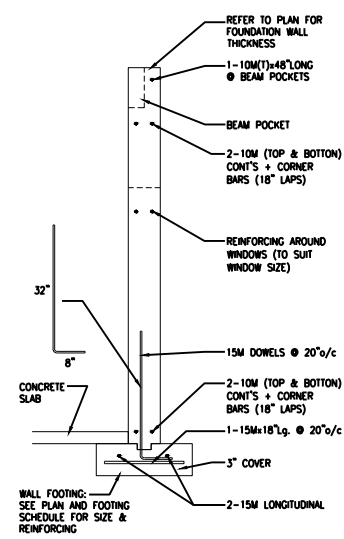 REFER TO PLAN FOR
FOUNDATION WALL
THICKNESS
1-10M(T)x48"LONG
@ BEAM POCKETS
BEAM POCKET
2-10M (TOP & BOTTON)
CONT'S + CORNER
BARS (18" LAPS)
REINFORCING AROUND
WINDOWS (TO SUIT
WINDOW SIZE)
32"
8"
15M DOWELS @ 20"o/c
CONCRETE
SLAB
2-10M (TOP & BOTTON)
CONT'S + CORNER
BARS (18" LAPS)
1-15Mx18"Lg. @ 20"o/c
3" COVER
WALL FOOTING:
SEE PLAN AND FOOTING
SCHEDULE FOR SIZE &
REINFORCING
2-15M LONGITUDINAL